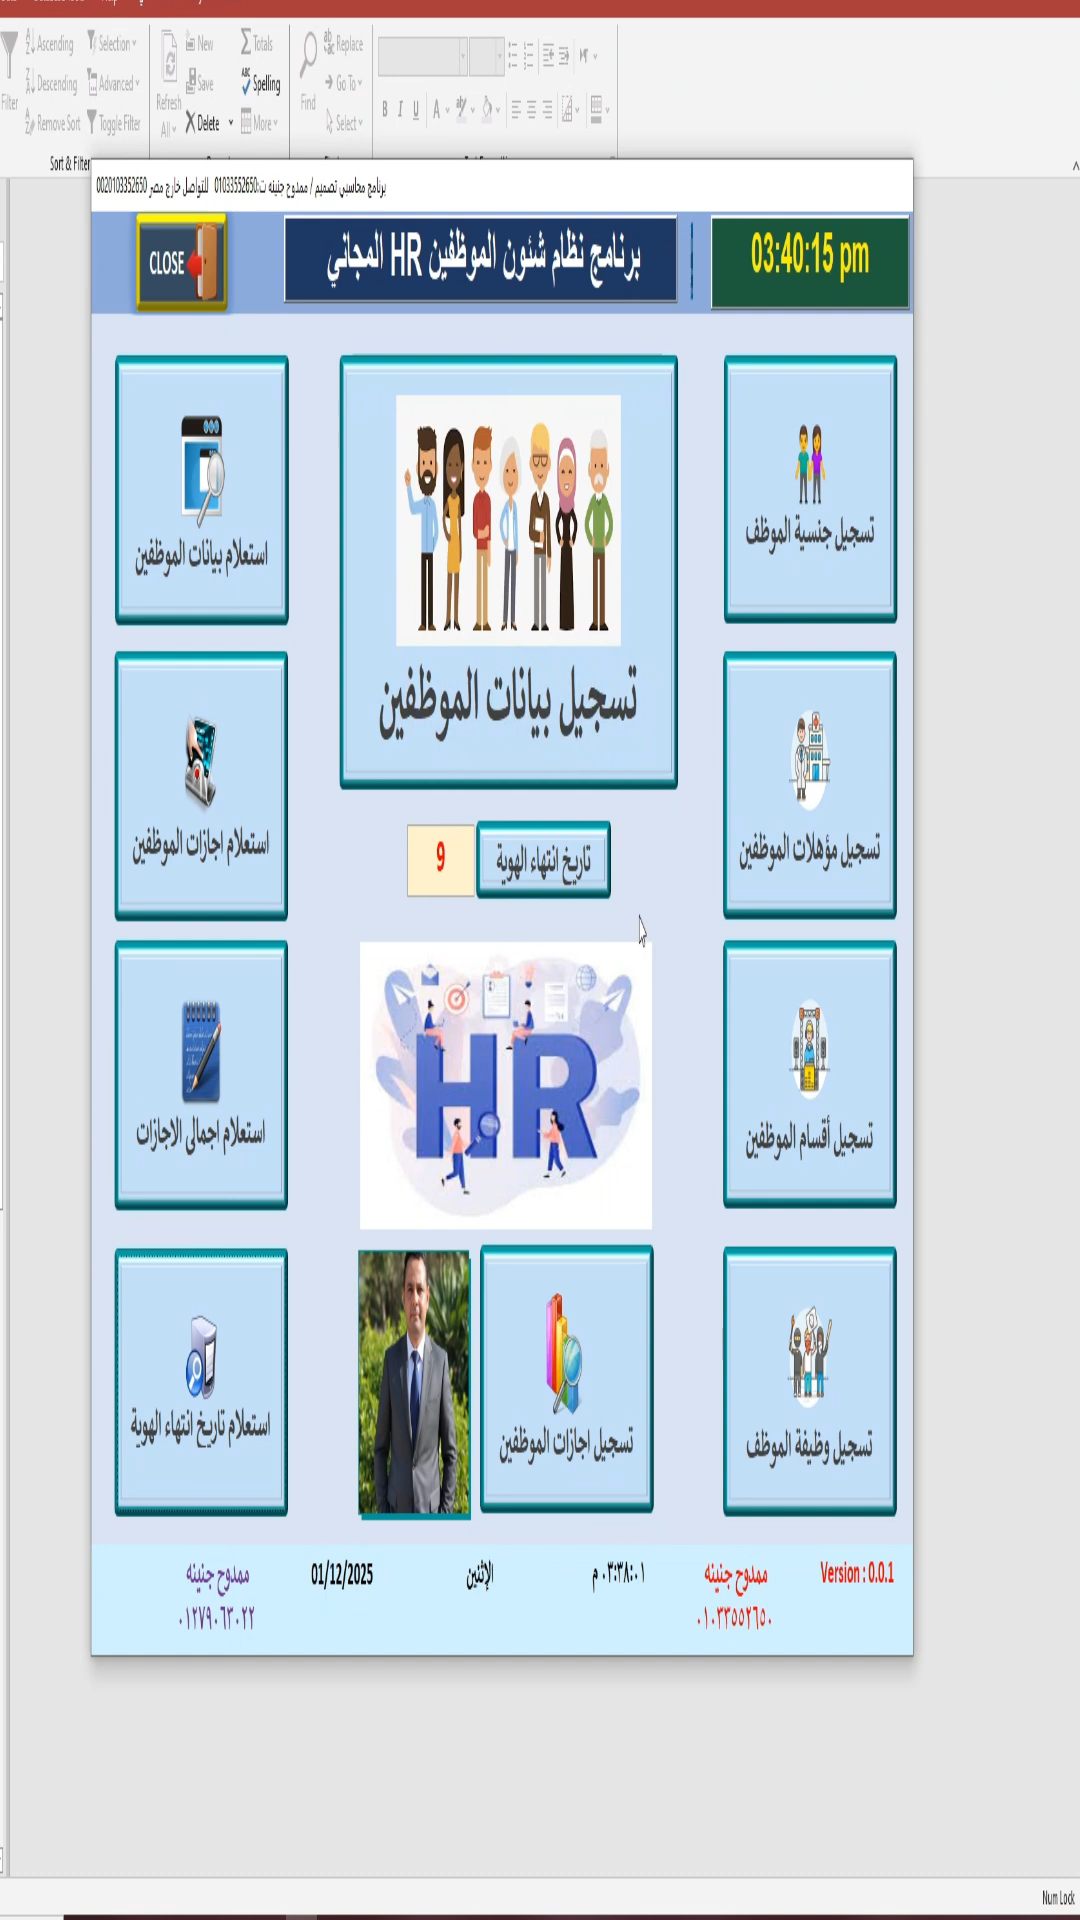 Ascending
Selection
New
Totals
Replace
Filter
Descending
Advanced
Save
Spelling
Go To
Refresh All
Find
Remove Sort
Toggle Filter
Delete
More
Select
B I U A
Sort & Filter
برنامج محاسبي تصميم / ممدوح جنينه ت:01033552650 للتواصل خارج مصر 0020103352650
CLOSE
برنامج نظام شئون الموظفين HR المجاني
03:40:15 pm
استعلام بيانات الموظفين
تسجيل بيانات الموظفين
تسجيل جنسية الموظف
استعلام اجازات الموظفين
تاريخ انتهاء الهوية
9
تسجيل مؤهلات الموظفين
استعلام اجمالى الاجازات
HR
تسجيل أقسام الموظفين
استعلام تاريخ انتهاء الهوية
تسجيل اجازات الموظفين
تسجيل وظيفة الموظف
Version : 0.0.1
ممدوح جنينه
٠١٠٣٣٥٥٢٦٥٠
٠٣:٣٨:٠١ م
الإثنين
01/12/2025
ممدوح جنينه
٠١٢٧٩٠٦٣٠٢٢
Num Lock